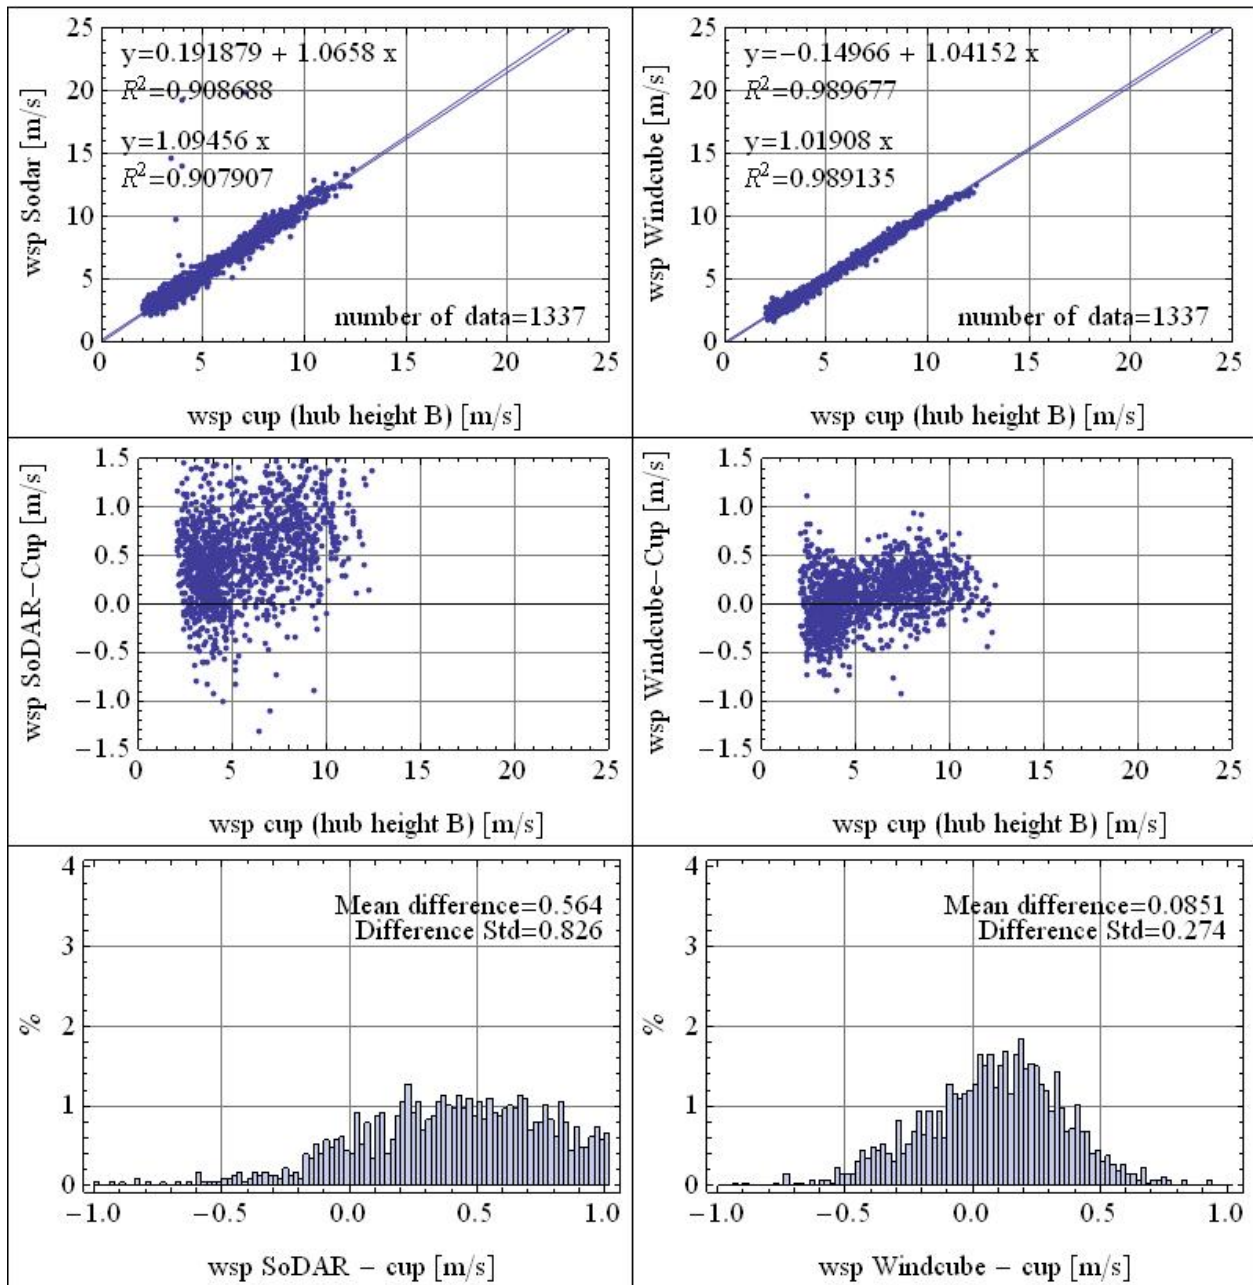 25
20
15
10
5
0
wsp Sodar [m/s]
y=0.191879 + 1.0658 x
R²=0.908688
y=1.09456 x
R²=0.907907
number of data=1337
0 5 10 15 20 25
wsp cup (hub height B) [m/s]
25
20
15
10
5
0
wsp Windcube [m/s]
y=−0.14966 + 1.04152 x
R²=0.989677
y=1.01908 x
R²=0.989135
number of data=1337
0 5 10 15 20 25
wsp cup (hub height B) [m/s]
1.5
1.0
0.5
0.0
−0.5
−1.0
−1.5
wsp SoDAR−Cup [m/s]
0 5 10 15 20 25
wsp cup (hub height B) [m/s]
1.5
1.0
0.5
0.0
−0.5
−1.0
−1.5
wsp Windcube−Cup [m/s]
0 5 10 15 20 25
wsp cup (hub height B) [m/s]
4
3
2
1
0
%
Mean difference=0.564
Difference Std=0.826
−1.0 −0.5 0.0 0.5 1.0
wsp SoDAR − cup [m/s]
4
3
2
1
0
%
Mean difference=0.0851
Difference Std=0.274
−1.0 −0.5 0.0 0.5 1.0
wsp Windcube − cup [m/s]